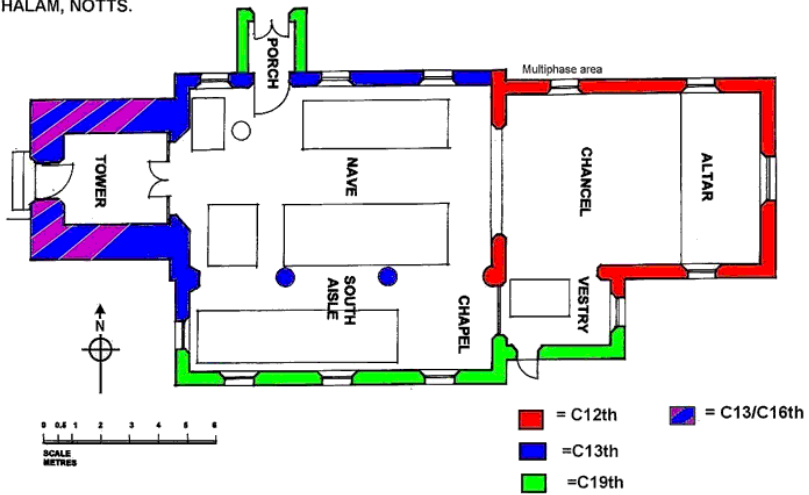 HALAM, NOTTS.
PORCH
Multiphase area
TOWER
NAVE
CHANCEL
ALTAR
SOUTH
AISLE
CHAPEL
VESTRY
N
0 0.5 1 2 3 4 5 6
SCALE
METRES
= C12th
= C13/C16th
=C13th
=C19th